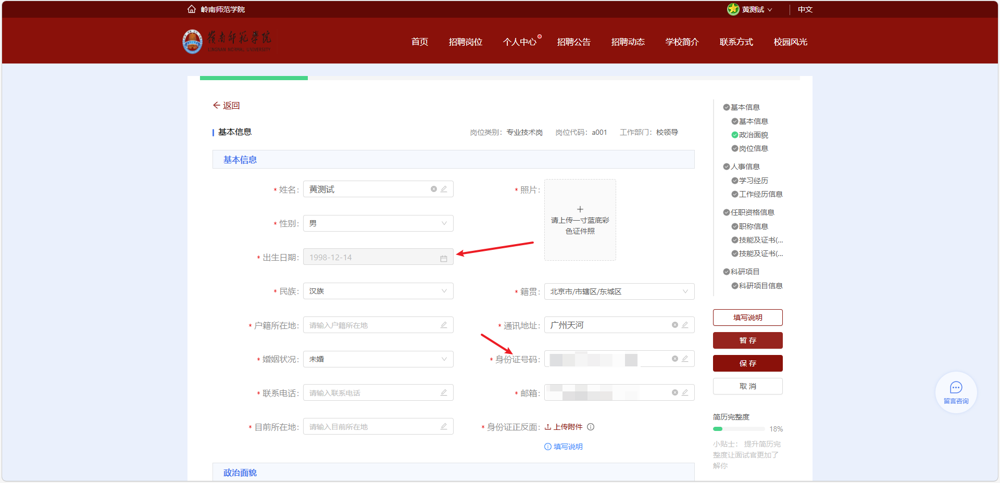 岭南师范学院
黄测试
中文
嶺南師範學院
LINGNAN NORMAL UNIVERSITY
首页 招聘岗位 个人中心 招聘公告 招聘动态 学校简介 联系方式 校园风光
返回
基本信息
岗位类别：专业技术岗 岗位代码：a001 工作部门：校领导
基本信息
* 姓名： 黄测试
* 照片：
请上传一寸蓝底彩
色证件照
* 性别： 男
* 出生日期： 1998-12-14
* 民族： 汉族
* 籍贯： 北京市/市辖区/东城区
* 户籍所在地： 请输入户籍所在地
* 通讯地址： 广州天河
* 婚姻状况： 未婚
* 身份证号码：
* 联系电话： 请输入联系电话
* 邮箱：
* 目前所在地： 请输入目前所在地
* 身份证正反面： 上传附件
填写说明
政治面貌
基本信息
基本信息
政治面貌
岗位信息
人事信息
学习经历
工作经历信息
任职资格信息
职称信息
技能及证书(...
技能及证书(...
科研项目
科研项目信息
填写说明
暂 存
保 存
取 消
简历完整度
18%
小贴士： 提升简历完
整度让面试官更加了
解你
留言咨询